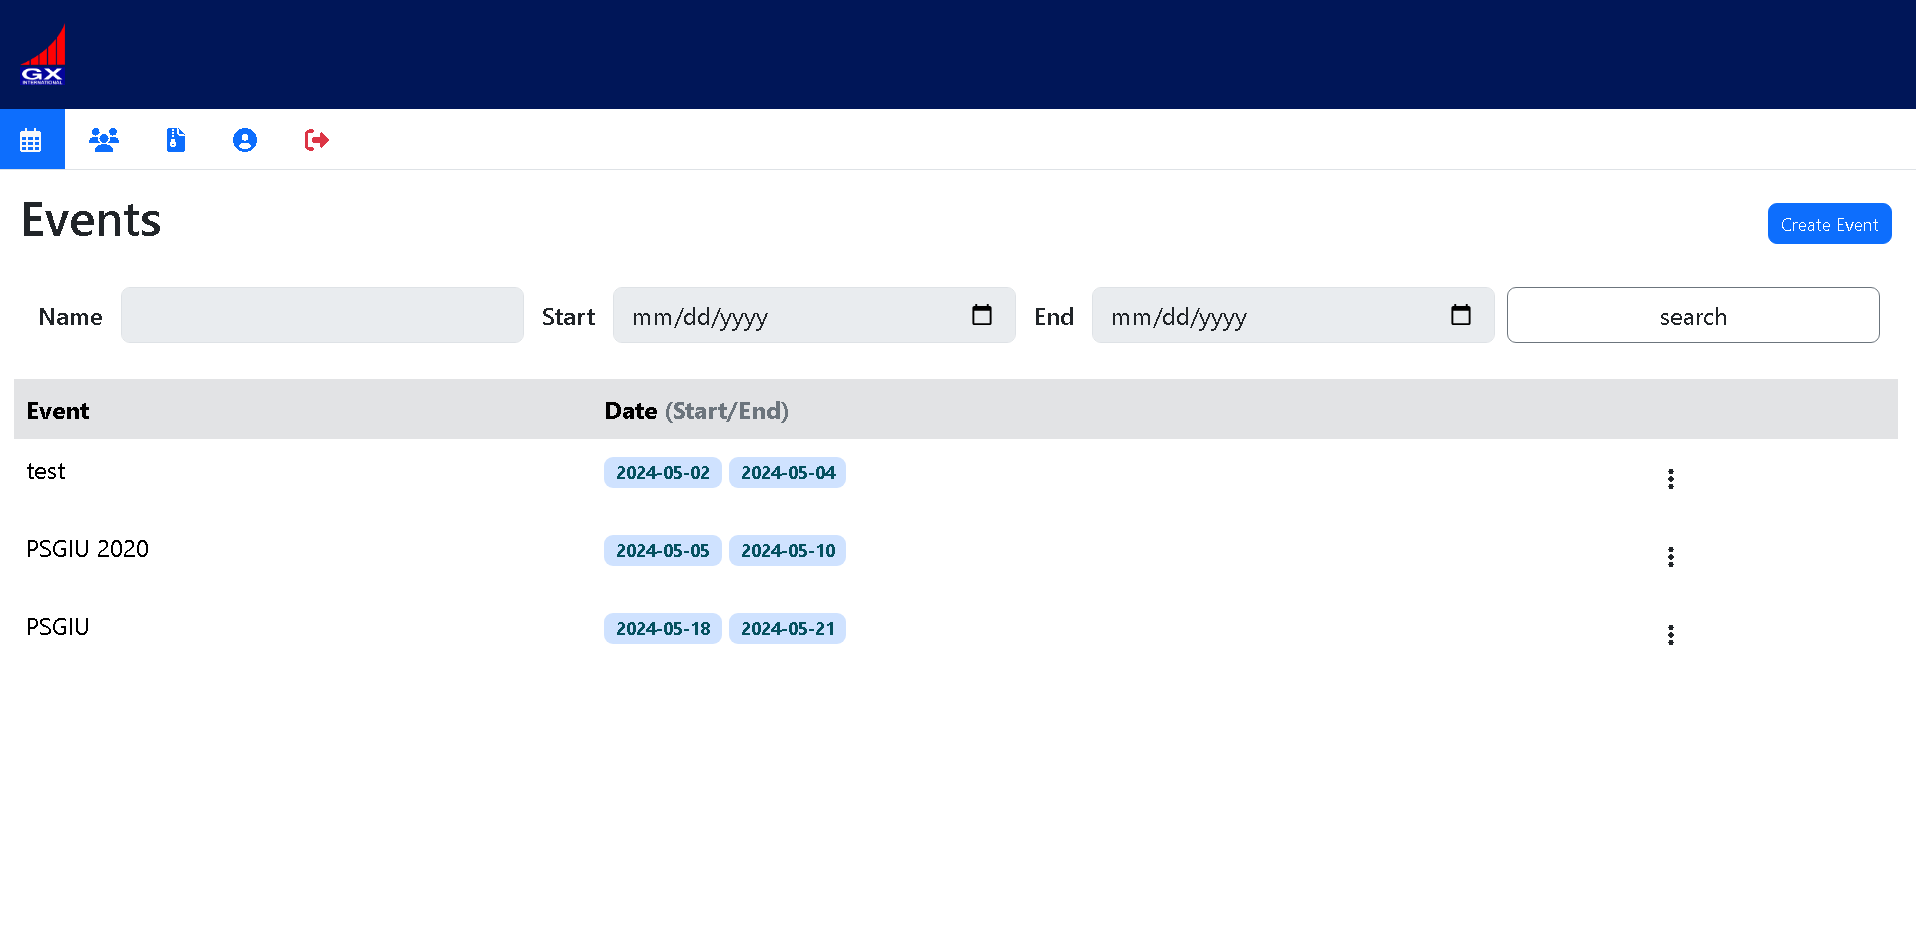 GX
INTERNATIONAL
Events
Create Event
Name
Start mm/dd/yyyy
End mm/dd/yyyy
search
Event Date (Start/End)
test 2024-05-02 2024-05-04
PSGIU 2020 2024-05-05 2024-05-10
PSGIU 2024-05-18 2024-05-21